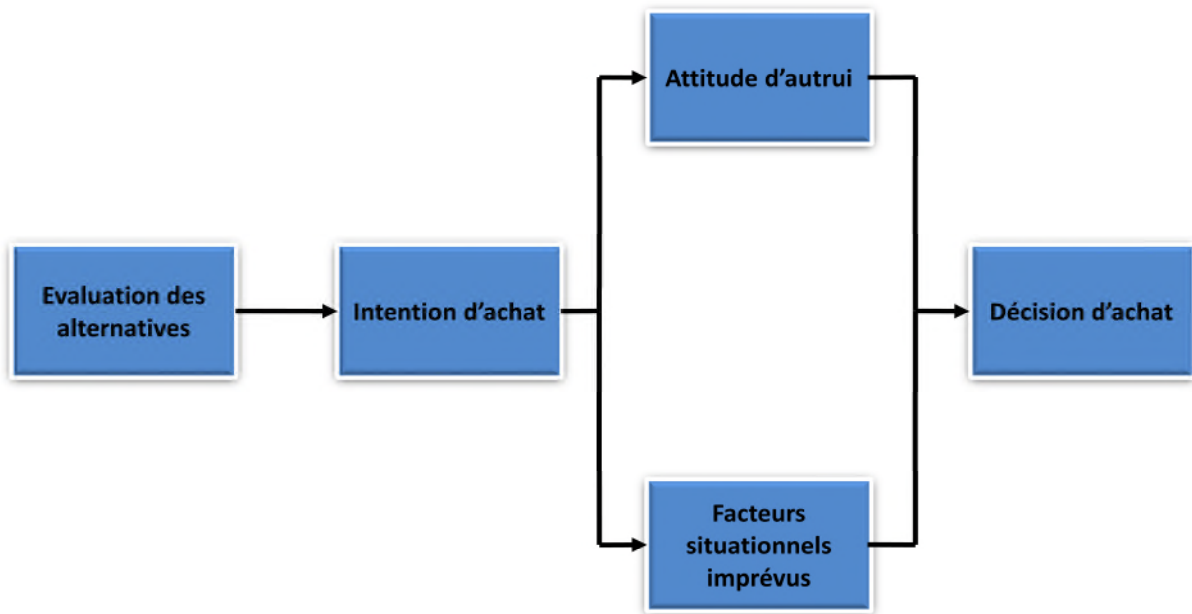 Attitude d'autrui
Evaluation des
alternatives
Intention d'achat
Décision d'achat
Facteurs
situationnels
imprévus